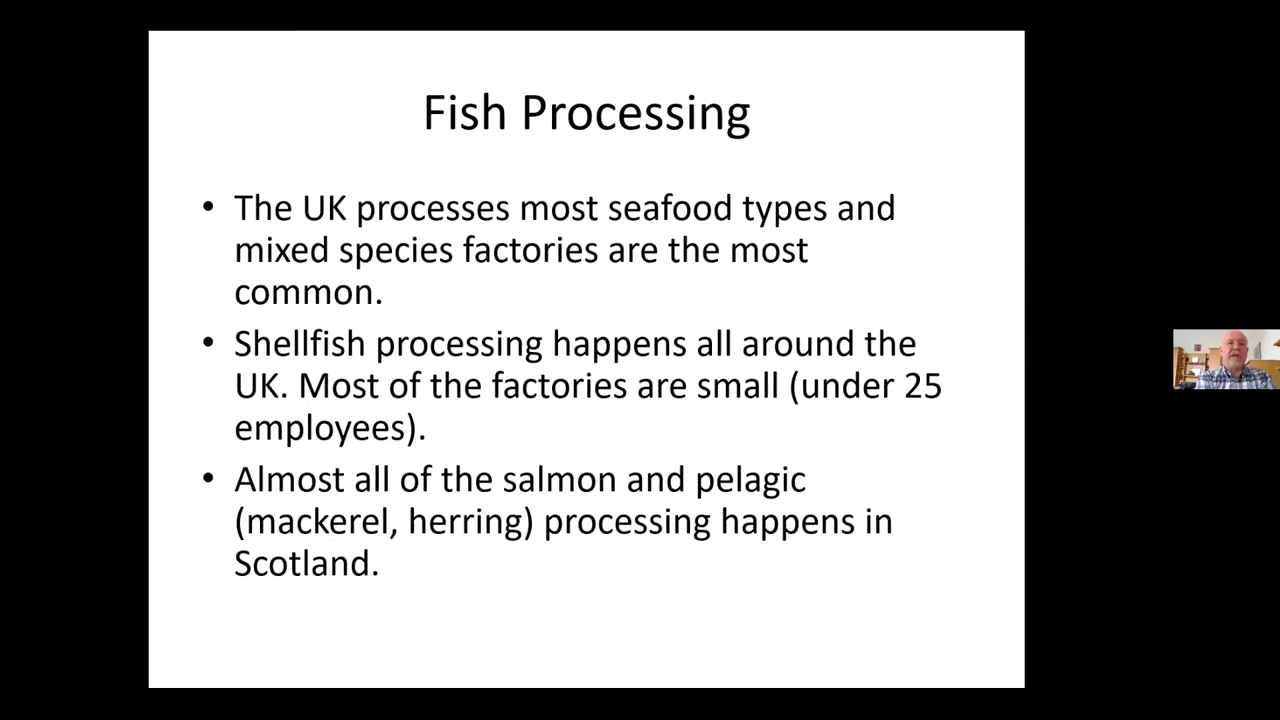 Fish Processing
• The UK processes most seafood types and
mixed species factories are the most
common.
• Shellfish processing happens all around the
UK. Most of the factories are small (under 25
employees).
• Almost all of the salmon and pelagic
(mackerel, herring) processing happens in
Scotland.